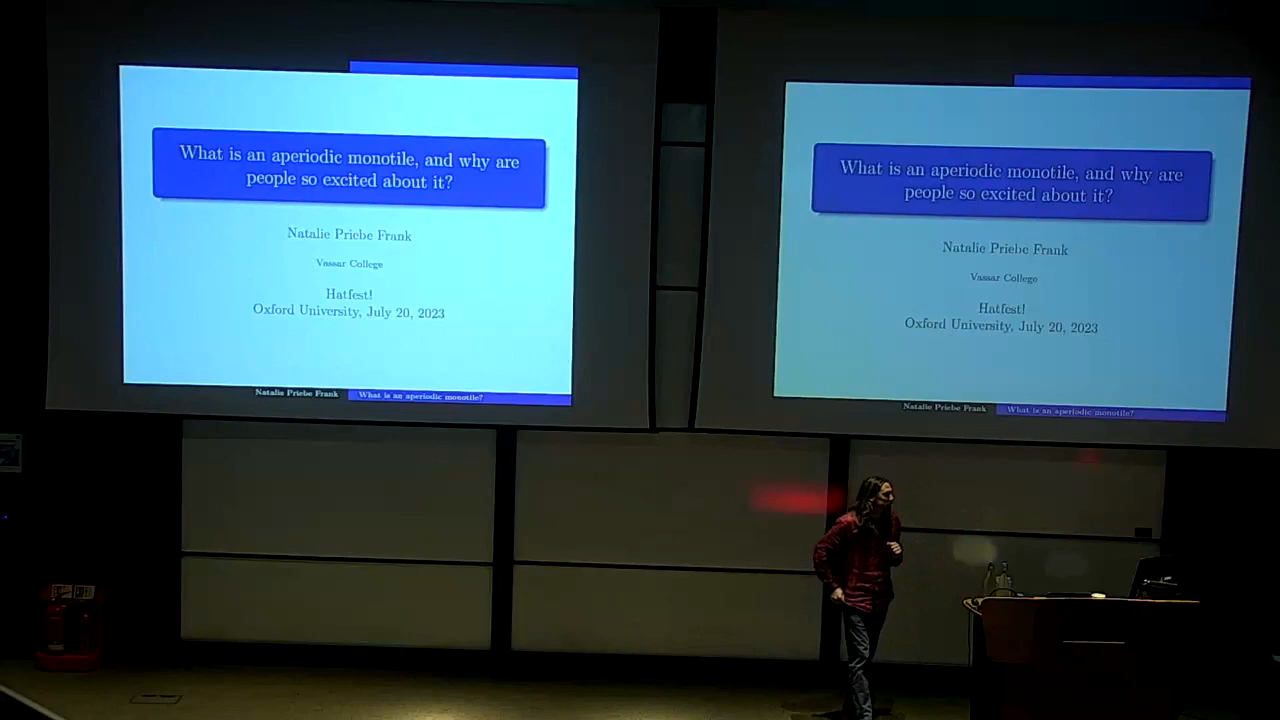 What is an aperiodic monotile, and why are
people so excited about it?
Natalie Priebe Frank
Vassar College
Hatfest!
Oxford University, July 20, 2023
Natalie Priebe Frank
What is an aperiodic monotile?
What is an aperiodic monotile, and why are
people so excited about it?
Natalie Priebe Frank
Vassar College
Hatfest!
Oxford University, July 20, 2023
Natalie Priebe Frank
What is an aperiodic monotile?